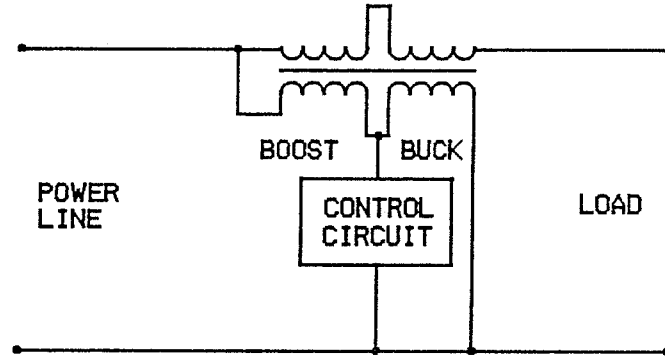 BOOST
BUCK
POWER
LINE
CONTROL
CIRCUIT
LOAD